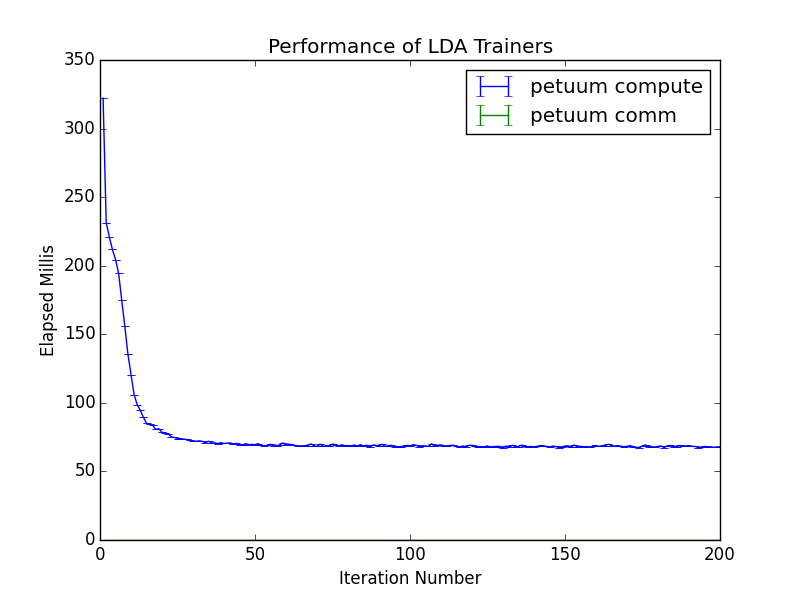 Performance of LDA Trainers
petuum compute
petuum comm
350
300
250
200
150
100
50
0
Elapsed Millis
0 50 100 150 200
Iteration Number